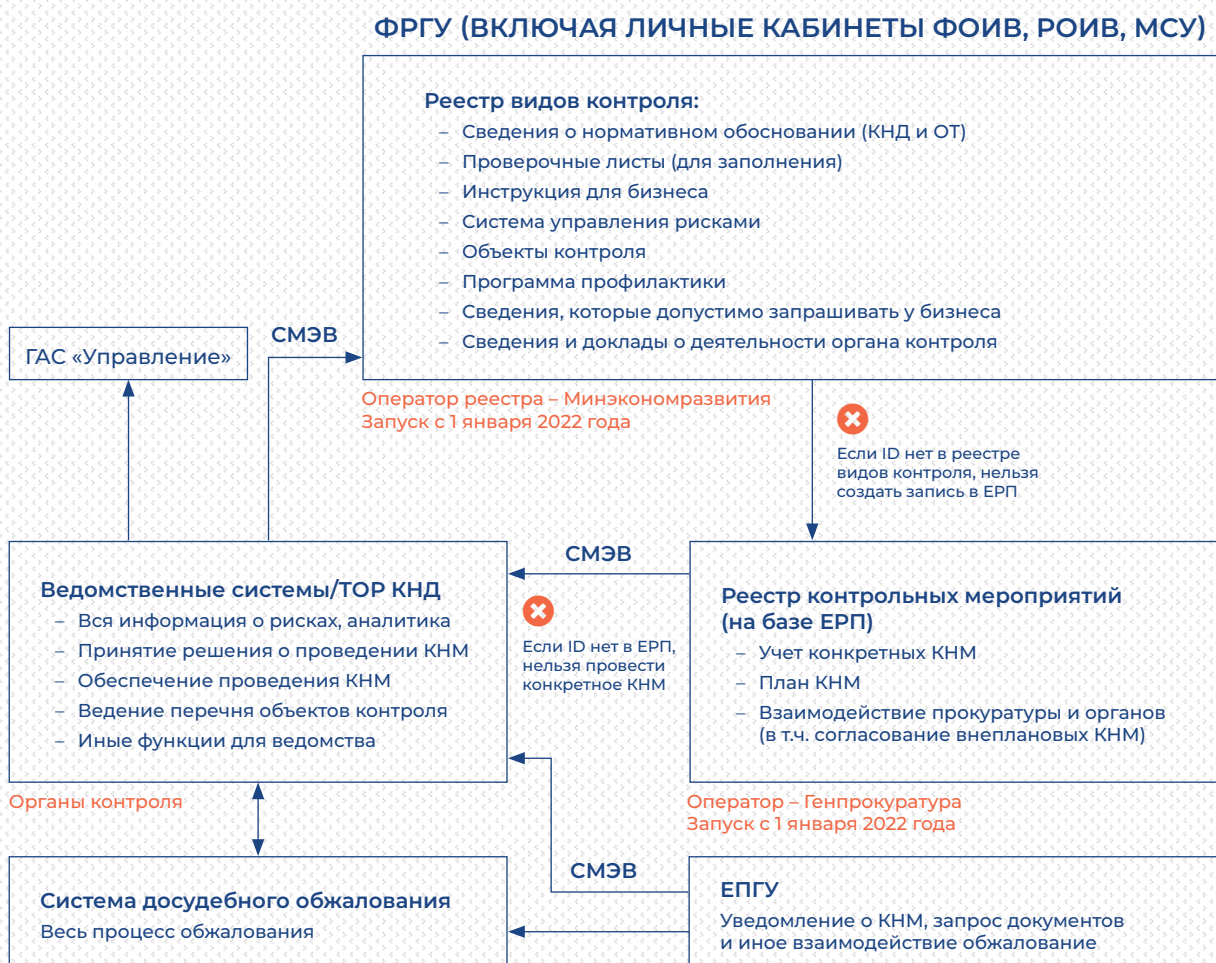 ФРГУ (ВКЛЮЧАЯ ЛИЧНЫЕ КАБИНЕТЫ ФОИВ, РОИВ, МСУ)
Реестр видов контроля:
– Сведения о нормативном обосновании (КНД и ОТ)
– Проверочные листы (для заполнения)
– Инструкция для бизнеса
– Система управления рисками
– Объекты контроля
– Программа профилактики
– Сведения, которые допустимо запрашивать у бизнеса
– Сведения и доклады о деятельности органа контроля
ГАС «Управление»
СМЭВ
Оператор реестра – Минэкономразвития
Запуск с 1 января 2022 года
Если ID нет в реестре
видов контроля, нельзя
создать запись в ЕРП
Ведомственные системы/ТОР КНД
– Вся информация о рисках, аналитика
– Принятие решения о проведении КНМ
– Обеспечение проведения КНМ
– Ведение перечня объектов контроля
– Иные функции для ведомства
Органы контроля
СМЭВ
Если ID нет в ЕРП,
нельзя провести
конкретное КНМ
Реестр контрольных мероприятий
(на базе ЕРП)
– Учет конкретных КНМ
– План КНМ
– Взаимодействие прокуратуры и органов
(в т.ч. согласование внеплановых КНМ)
Оператор – Генпрокуратура
Запуск с 1 января 2022 года
Система досудебного обжалования
Весь процесс обжалования
СМЭВ
ЕПГУ
Уведомление о КНМ, запрос документов
и иное взаимодействие обжалование